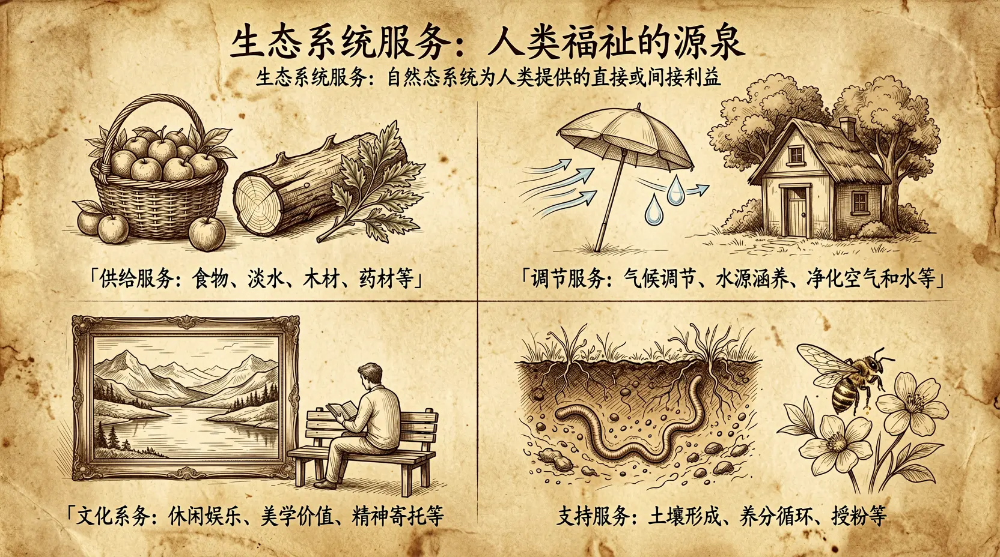 生态系统服务：人类福祉的源泉
生态系统服务：自然态系统为人类提供的直接或间接利益
「供给服务：食物、淡水、木材、药材等」
「调节服务：气候调节、水源涵养、净化空气和水等」
「文化系务：休闲娱乐、美学价值、精神寄托等
支持服务：土壤形成、养分循环、授粉等